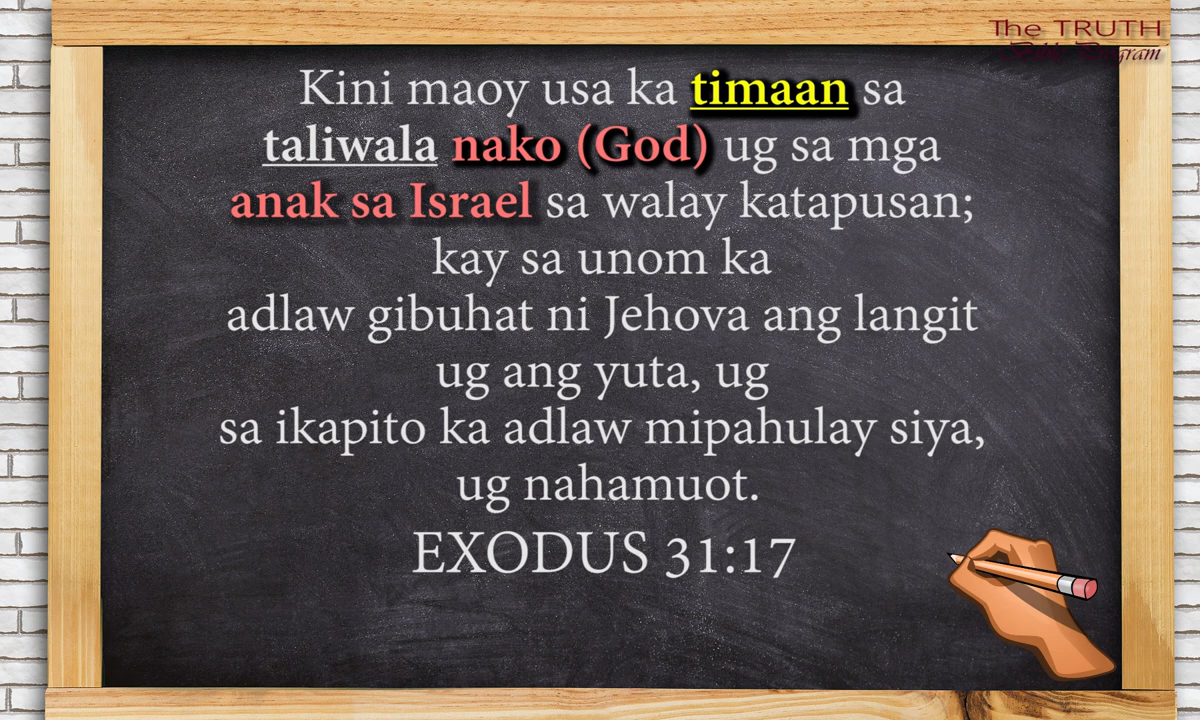 The TRUTH
Bible Program
Kini maoy usa ka timaan sa
taliwala nako (God) ug sa mga
anak sa Israel sa walay katapusan;
kay sa unom ka
adlaw gibuhat ni Jehova ang langit
ug ang yuta, ug
sa ikapito ka adlaw mipahulay siya,
ug nahamuot.
EXODUS 31:17